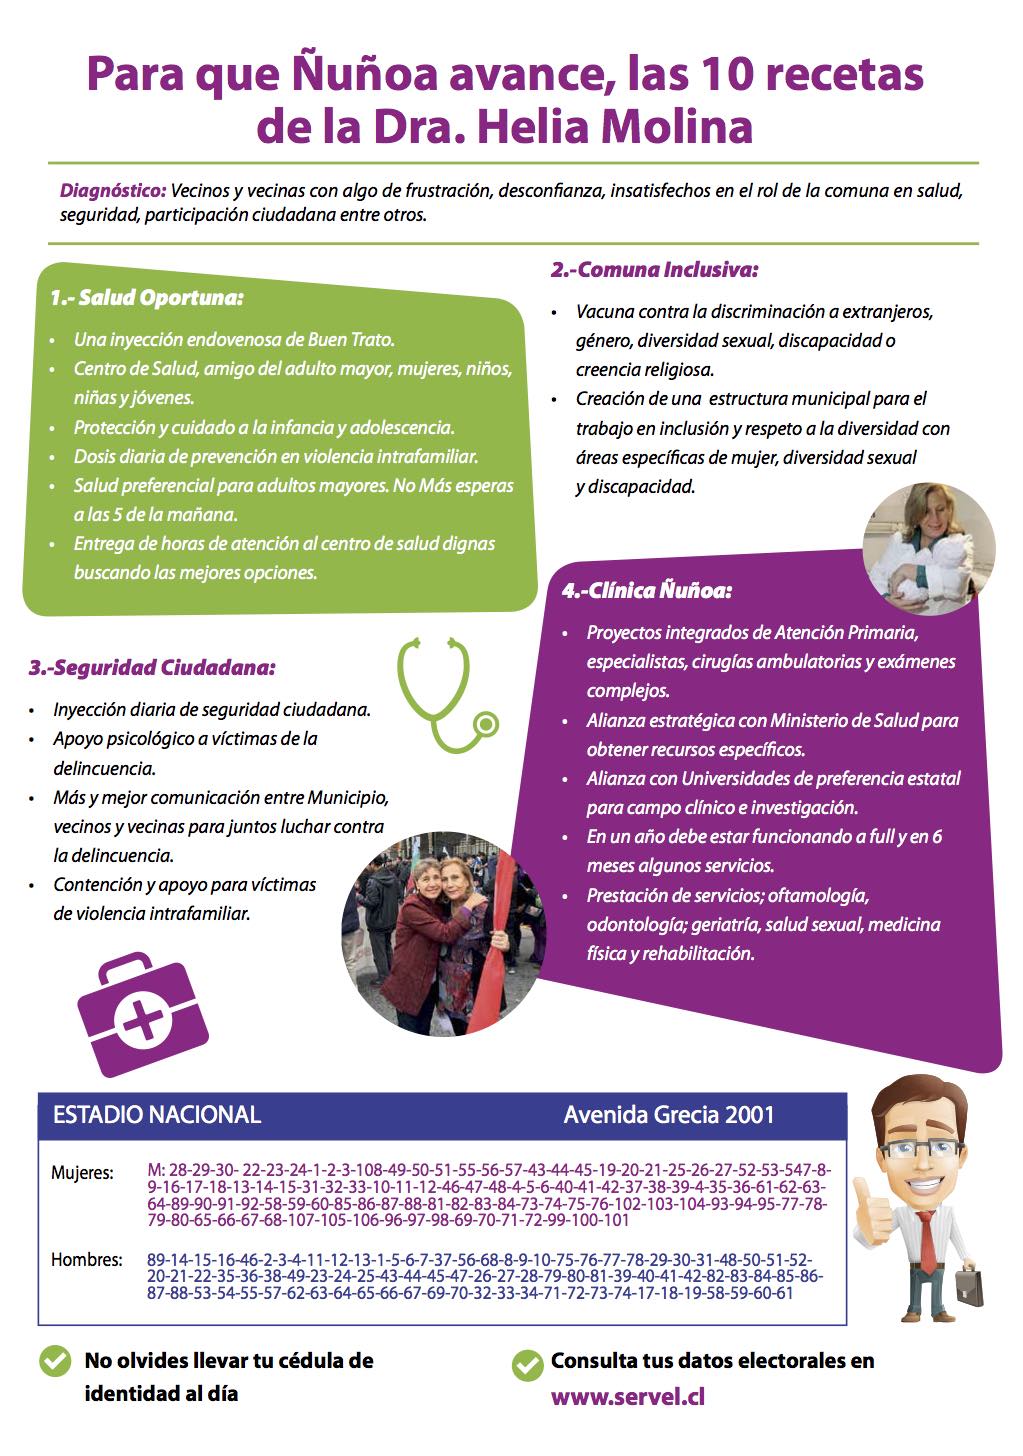 Para que Ñuñoa avance, las 10 recetas
de la Dra. Helia Molina
Diagnóstico: Vecinos y vecinas con algo de frustración, desconfianza, insatisfechos en el rol de la comuna en salud,
seguridad, participación ciudadana entre otros.
1.- Salud Oportuna:
• Una inyección endovenosa de Buen Trato.
• Centro de Salud, amigo del adulto mayor, mujeres, niños,
niñas y jóvenes.
• Protección y cuidado a la infancia y adolescencia.
• Dosis diaria de prevención en violencia intrafamiliar.
• Salud preferencial para adultos mayores. No Más esperas
a las 5 de la mañana.
• Entrega de horas de atención al centro de salud dignas
buscando las mejores opciones.
2.-Comuna Inclusiva:
• Vacuna contra la discriminación a extranjeros,
género, diversidad sexual, discapacidad o
creencia religiosa.
• Creación de una estructura municipal para el
trabajo en inclusión y respeto a la diversidad con
áreas específicas de mujer, diversidad sexual
y discapacidad.
3.-Seguridad Ciudadana:
• Inyección diaria de seguridad ciudadana.
• Apoyo psicológico a víctimas de la
delincuencia.
• Más y mejor comunicación entre Municipio,
vecinos y vecinas para juntos luchar contra
la delincuencia.
• Contención y apoyo para víctimas
de violencia intrafamiliar.
4.-Clínica Ñuñoa:
• Proyectos integrados de Atención Primaria,
especialistas, cirugías ambulatorias y exámenes
complejos.
• Alianza estratégica con Ministerio de Salud para
obtener recursos específicos.
• Alianza con Universidades de preferencia estatal
para campo clínico e investigación.
• En un año debe estar funcionando a full y en 6
meses algunos servicios.
• Prestación de servicios; oftamología,
odontología; geriatría, salud sexual, medicina
física y rehabilitación.
ESTADIO NACIONAL Avenida Grecia 2001
Mujeres: M: 28-29-30- 22-23-24-1-2-3-108-49-50-51-55-56-57-43-44-45-19-20-21-25-26-27-52-53-547-8-
9-16-17-18-13-14-15-31-32-33-10-11-12-46-47-48-4-5-6-40-41-42-37-38-39-4-35-36-61-62-63-
64-89-90-91-92-58-59-60-85-86-87-88-81-82-83-84-73-74-75-76-102-103-104-93-94-95-77-78-
79-80-65-66-67-68-107-105-106-96-97-98-69-70-71-72-99-100-101
Hombres: 89-14-15-16-46-2-3-4-11-12-13-1-5-6-7-37-56-68-8-9-10-75-76-77-78-29-30-31-48-50-51-52-
20-21-22-35-36-38-49-23-24-25-43-44-45-47-26-27-28-79-80-81-39-40-41-42-82-83-84-85-86-
87-88-53-54-55-57-62-63-64-65-66-67-69-70-32-33-34-71-72-73-74-17-18-19-58-59-60-61
No olvides llevar tu cédula de
identidad al día
Consulta tus datos electorales en
www.servel.cl